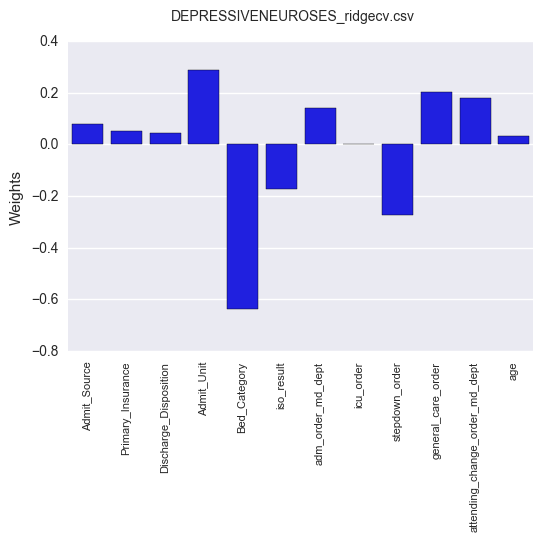 DEPRESSIVENEUROSES_ridgecv.csv
0.4
0.2
0.0
−0.2
−0.4
−0.6
−0.8
Weights
Admit_Source
Primary_Insurance
Discharge_Disposition
Admit_Unit
Bed_Category
iso_result
adm_order_md_dept
icu_order
stepdown_order
general_care_order
attending_change_order_md_dept
age